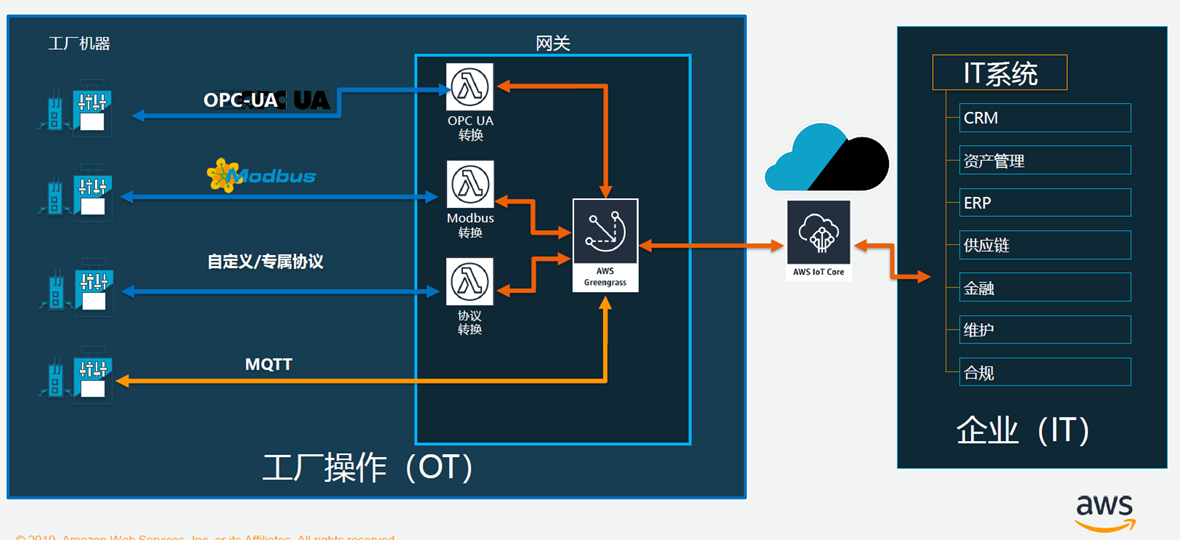 工厂机器
网关
IT系统
OPC-UA
OPC UA
OPC UA
转换
CRM
资产管理
Modbus
Modbus
转换
ERP
供应链
自定义/专属协议
AWS
Greengrass
AWS IoT Core
金融
协议
转换
维护
MQTT
合规
企业（IT）
工厂操作（OT）
aws
© 2019, Amazon Web Services, Inc. or its Affiliates. All rights reserved.